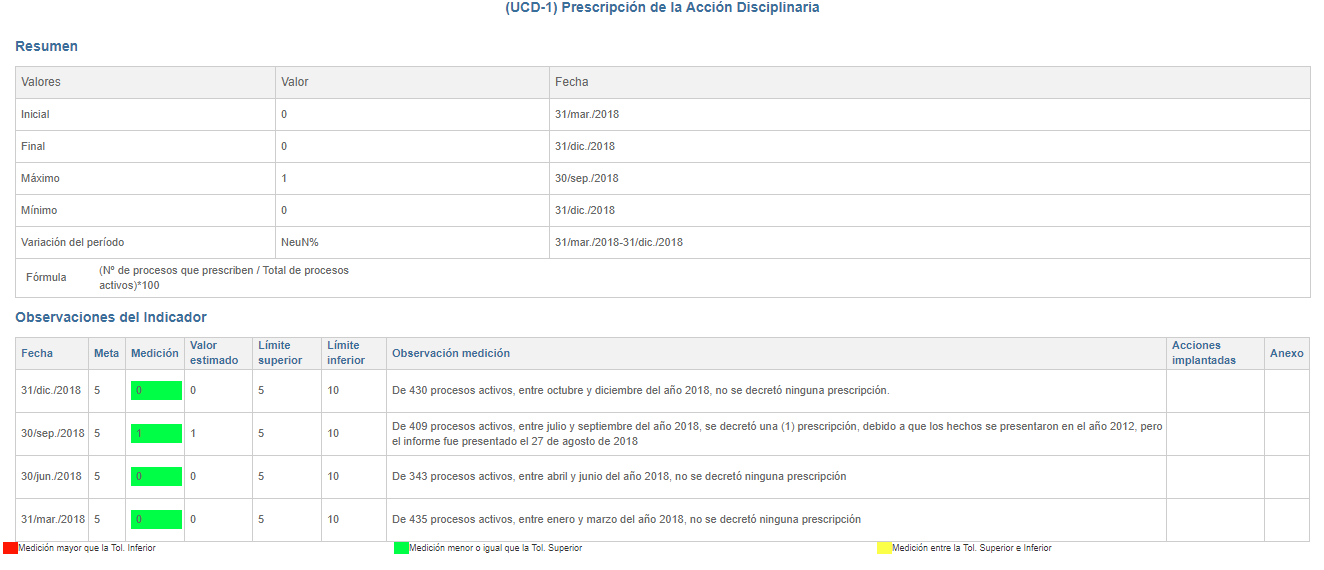 (UCD-1) Prescripción de la Acción Disciplinaria
Resumen
Valores Valor Fecha
Inicial 0 31/mar./2018
Final 0 31/dic./2018
Máximo 1 30/sep./2018
Mínimo 0 31/dic./2018
Variación del período NeuN% 31/mar./2018-31/dic./2018
Fórmula (Nº de procesos que prescriben / Total de procesos
activos)*100
Observaciones del Indicador
Fecha Meta Medición Valor estimado Límite superior Límite inferior Observación medición Acciones implantadas Anexo
31/dic./2018 5 0 0 5 10 De 430 procesos activos, entre octubre y diciembre del año 2018, no se decretó ninguna prescripción.
30/sep./2018 5 1 1 5 10 De 409 procesos activos, entre julio y septiembre del año 2018, se decretó una (1) prescripción, debido a que los hechos se presentaron en el año 2012, pero
el informe fue presentado el 27 de agosto de 2018
30/jun./2018 5 0 0 5 10 De 343 procesos activos, entre abril y junio del año 2018, no se decretó ninguna prescripción
31/mar./2018 5 0 0 5 10 De 435 procesos activos, entre enero y marzo del año 2018, no se decretó ninguna prescripción
Medición mayor que la Tol. Inferior Medición menor o igual que la Tol. Superior Medición entre la Tol. Superior e Inferior